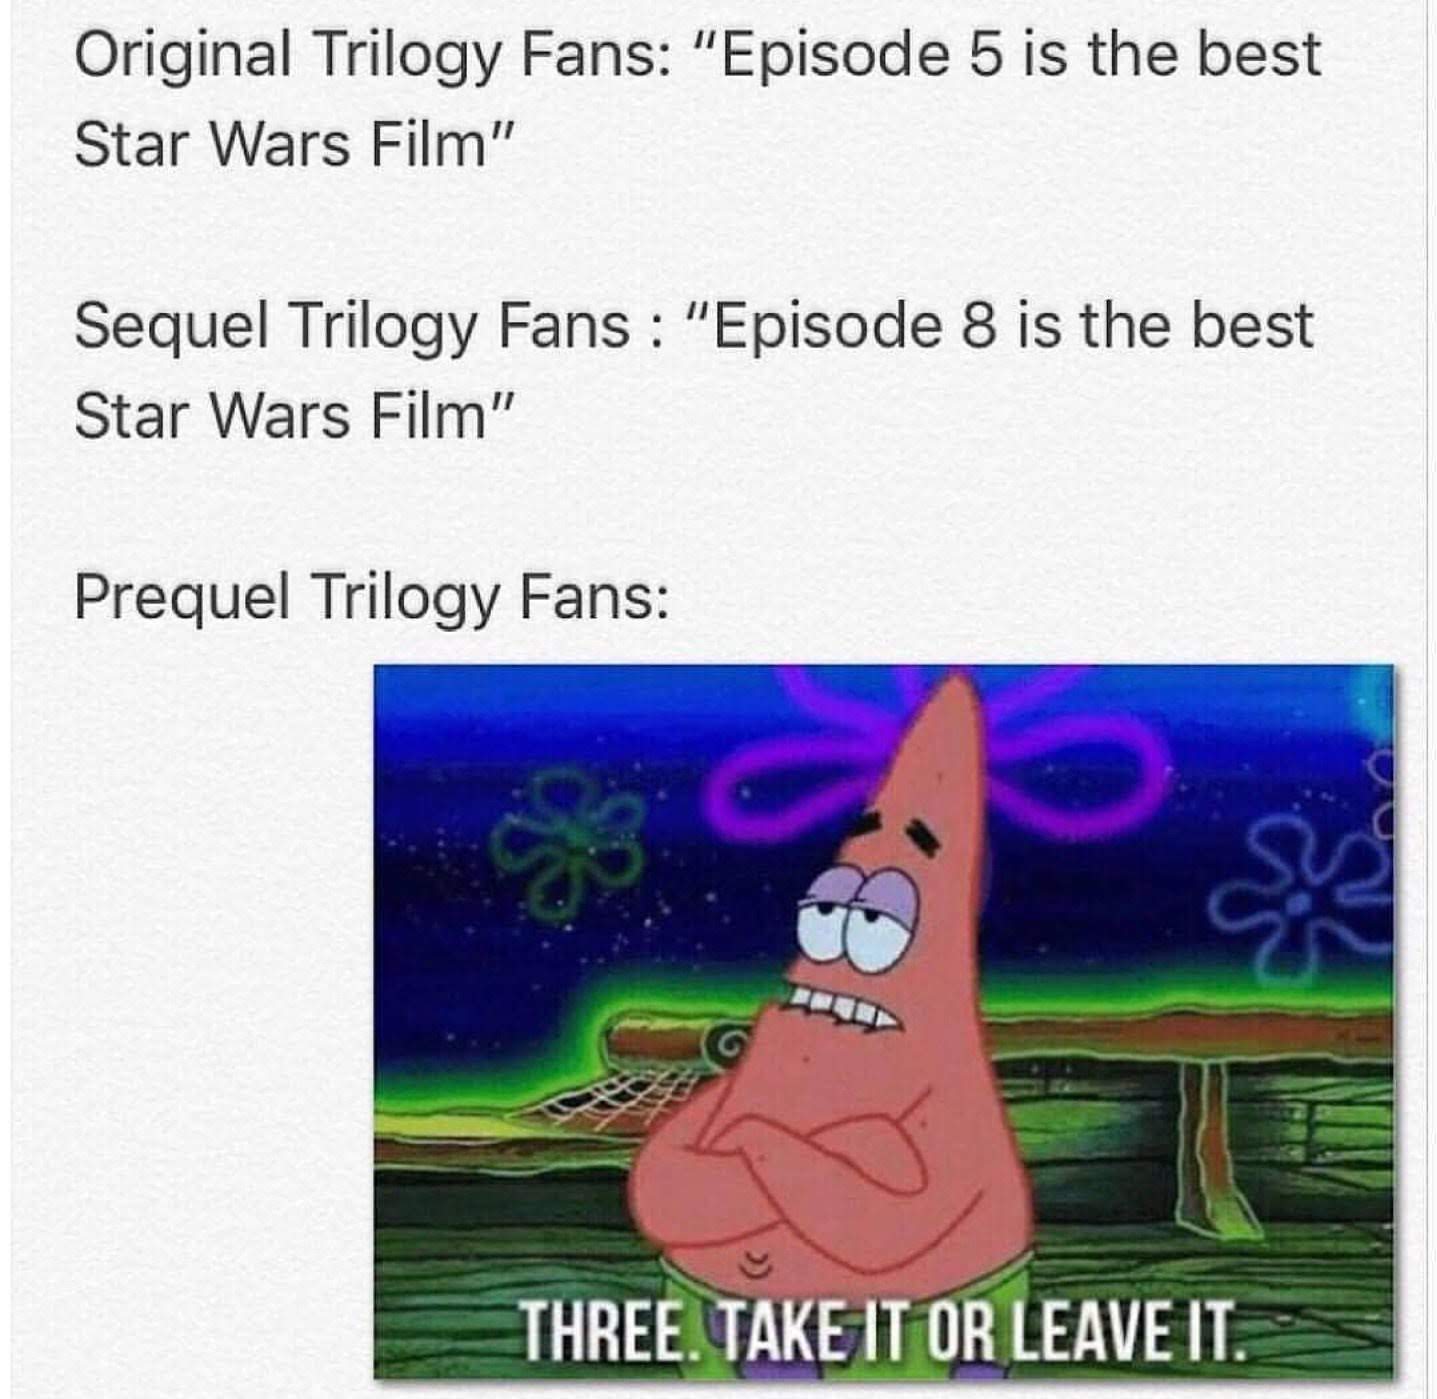 Original Trilogy Fans: "Episode 5 is the best
Star Wars Film"
Sequel Trilogy Fans : "Episode 8 is the best
Star Wars Film"
Prequel Trilogy Fans:
THREE. TAKE IT OR LEAVE IT.